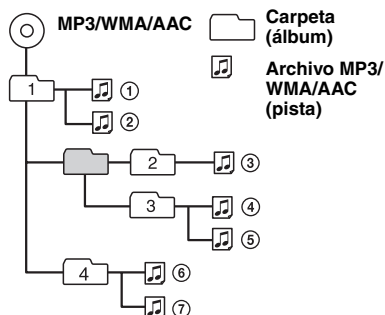 MP3/WMA/AAC
Carpeta
(álbum)
Archivo MP3/
WMA/AAC
(pista)
1
①
②
2
③
3
④
⑤
4
⑥
⑦